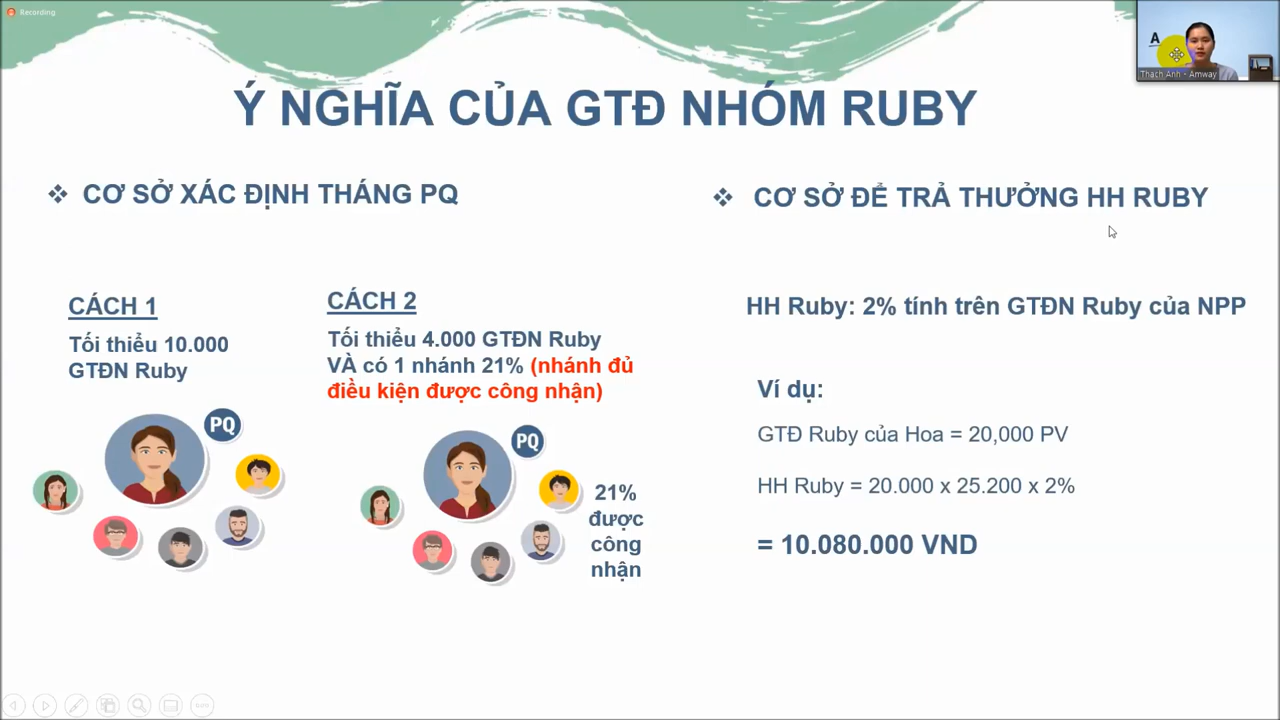 Recording
A
Thach Anh - Amway
Ý NGHĨA CỦA GTĐ NHÓM RUBY
❖ CƠ SỞ XÁC ĐỊNH THÁNG PQ
CÁCH 1
Tối thiểu 10.000
GTĐN Ruby
PQ
CÁCH 2
Tối thiểu 4.000 GTĐN Ruby
VÀ có 1 nhánh 21% (nhánh đủ
điều kiện được công nhận)
PQ
21%
được
công
nhận
❖ CƠ SỞ ĐỂ TRẢ THƯỞNG HH RUBY
HH Ruby: 2% tính trên GTĐN Ruby của NPP
Ví dụ:
GTĐ Ruby của Hoa = 20,000 PV
HH Ruby = 20.000 x 25.200 x 2%
= 10.080.000 VND